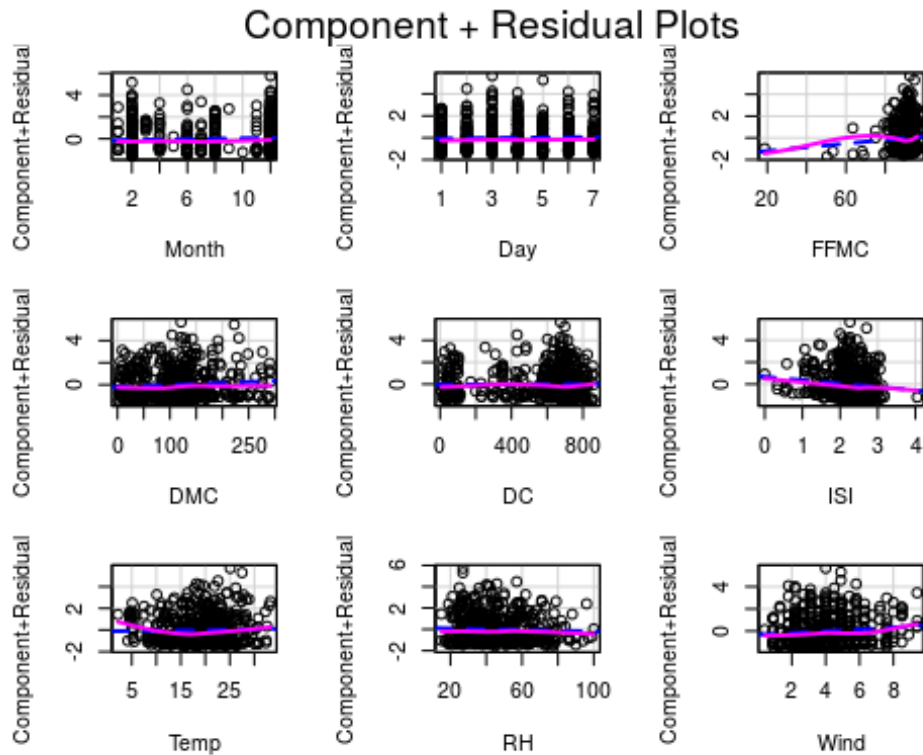 Component + Residual Plots
Component+Residual
0 4
2 6 10
Month
Component+Residual
-2 2
1 3 5 7
Day
Component+Residual
-2 2
20 60
FFMC
Component+Residual
0 4
0 100 250
DMC
Component+Residual
0 4
0 400 800
DC
Component+Residual
0 4
0 1 2 3 4
ISI
Component+Residual
-2 2
5 15 25
Temp
Component+Residual
-2 2 6
20 60 100
RH
Component+Residual
0 4
2 4 6 8
Wind